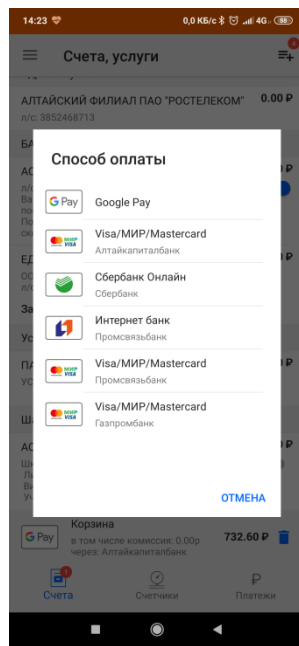 14:23
0,0 КБ/с
4G
88
Счета, услуги
АЛТАЙСКИЙ ФИЛИАЛ ПАО "РОСТЕЛЕКОМ" 0.00 ₽
л/с: 3852468713
Способ оплаты
G Pay
Google Pay
МИР
VISA
Visa/МИР/Mastercard
Алтайкапиталбанк
Сбербанк Онлайн
Сбербанк
Интернет банк
Промсвязьбанк
МИР
VISA
Visa/МИР/Mastercard
Промсвязьбанк
МИР
VISA
Visa/МИР/Mastercard
Газпромбанк
ОТМЕНА
G Pay
Корзина
в том числе комиссия: 0.00р
через: Алтайкапиталбанк
732.60 ₽
1
Счета
Счетчики
Платежи